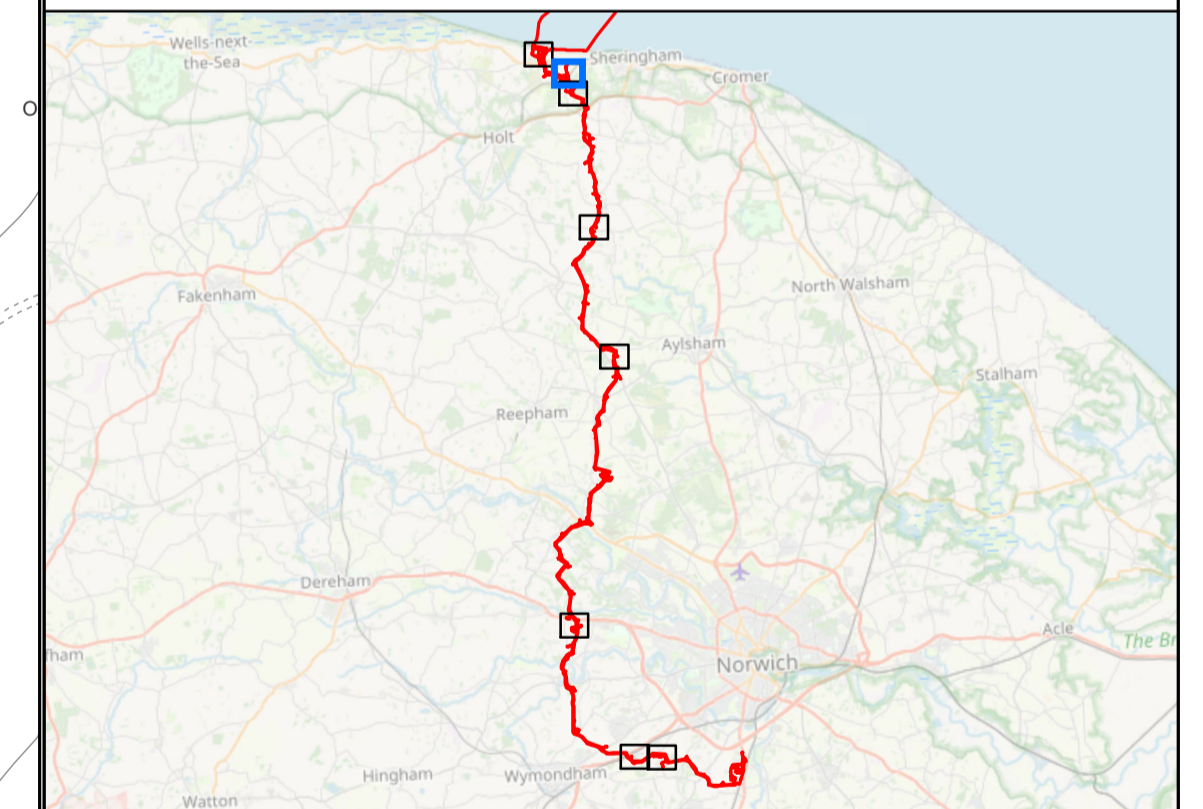 Wells-next-
the-Sea
Sheringham
Cromer
O
Holt
North Walsham
Fakenham
Aylsham
Stalham
Reepham
Dereham
Acle
The Br
fham
Norwich
Hingham
Wymondham
Watton